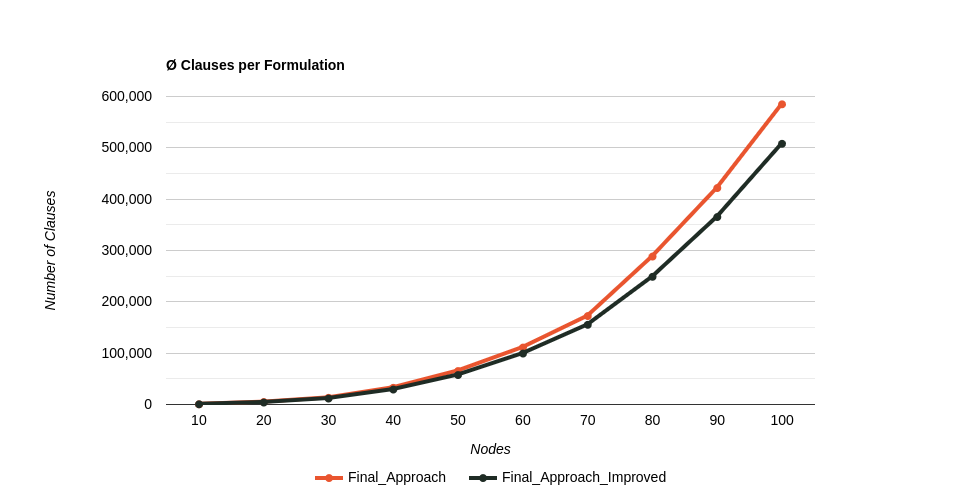 Ø Clauses per Formulation
600,000
500,000
400,000
300,000
200,000
100,000
0
Number of Clauses
10 20 30 40 50 60 70 80 90 100
Nodes
Final_Approach Final_Approach_Improved